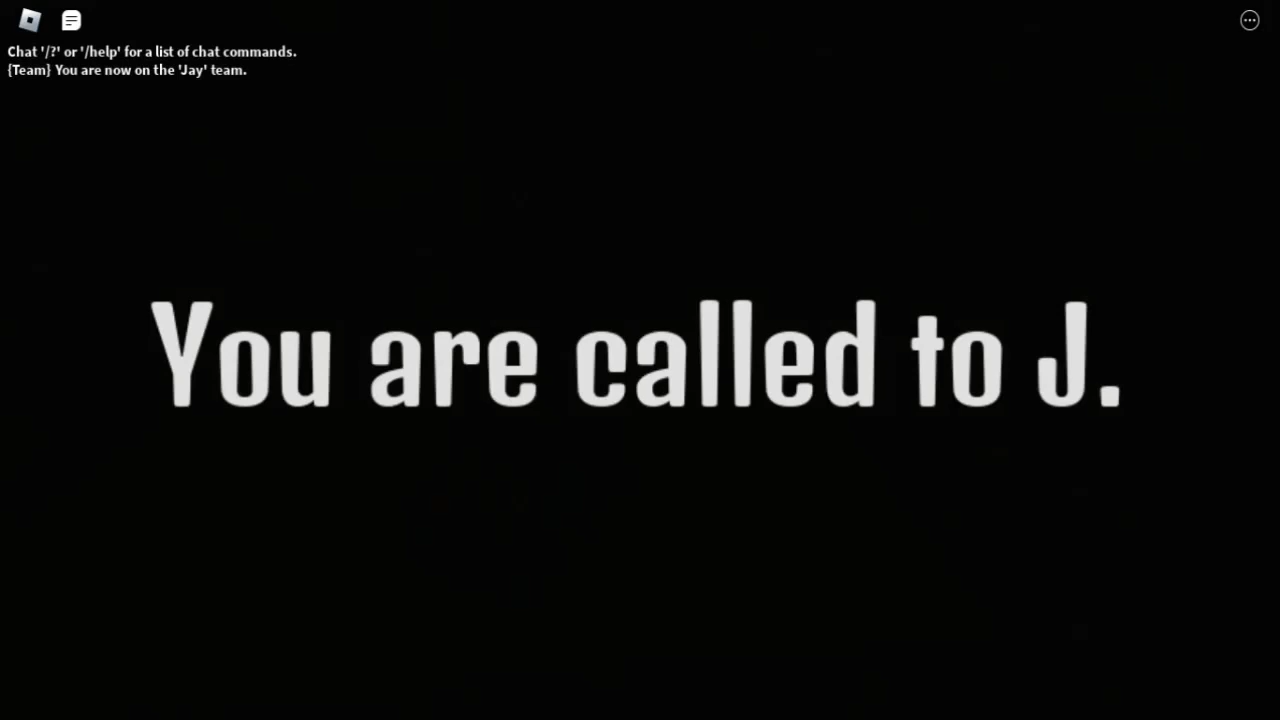 Chat '/?' or '/help' for a list of chat commands.
{Team} You are now on the 'Jay' team.
You are called to J.